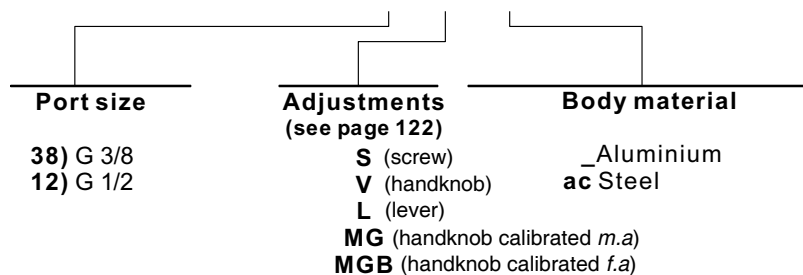 Port size
38) G 3/8
12) G 1/2
Adjustments
(see page 122)
S (screw)
V (handknob)
L (lever)
MG (handknob calibrated m.a)
MGB (handknob calibrated f.a)
Body material
_Aluminium
ac Steel